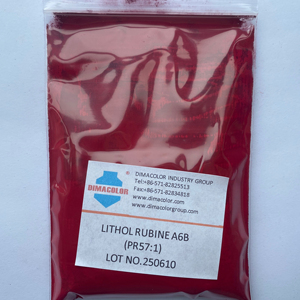 DIMACOLOR INDUSTRY GROUP
Tel:+86-571-82825513
Fax:+86-571-82834818
www.dimacolor.com
www.dimacolorgroup.com
DIMACOLOR
LITHOL RUBINE A6B
(PR57:1)
LOT NO.250610